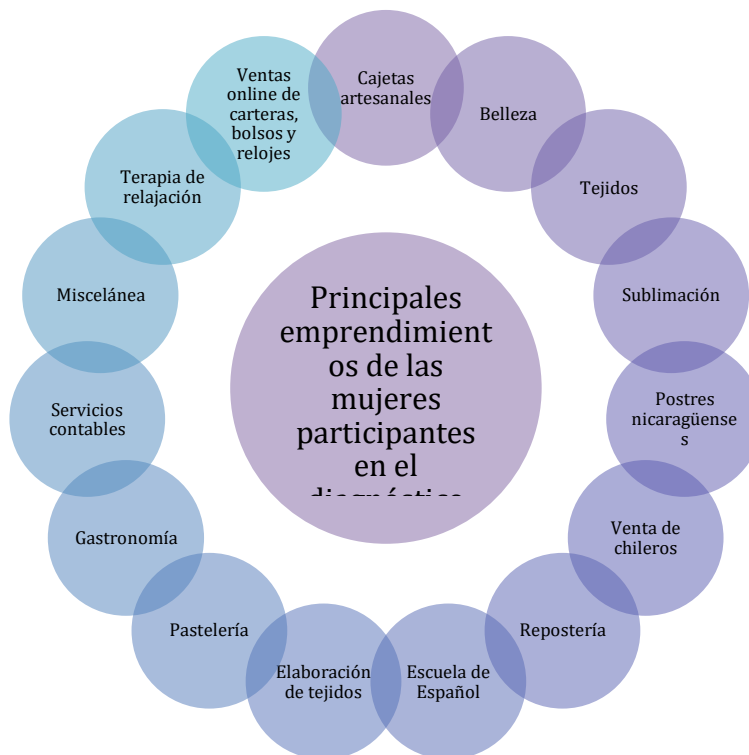 Cajetas
artesanales
Belleza
Tejidos
Sublimación
Postres
nicaragüense
s
Venta de
chileros
Repostería
Escuela de
Español
Elaboración
de tejidos
Pastelería
Gastronomía
Servicios
contables
Miscelánea
Terapia de
relajación
Ventas
online de
carteras,
bolsos y
relojes
Principales
emprendimient
os de las
mujeres
participantes
en el
diagnóstico